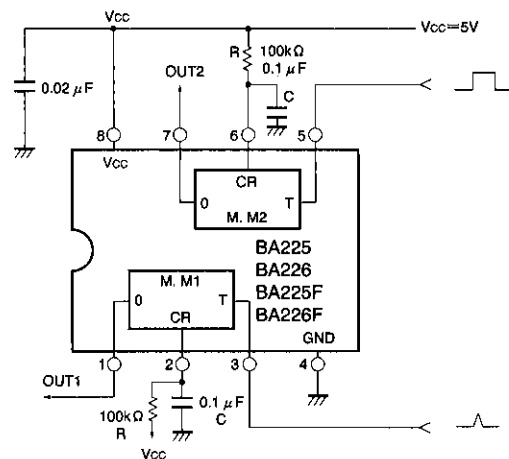 Vcc
Vcc=5V
R
100kΩ
0.1 μF
C
OUT2
0.02 μF
8
7
6
5
Vcc
CR
0
T
M. M2
BA225
BA226
BA225F
BA226F
M. M1
0
T
CR
GND
1
2
3
4
OUT1
100kΩ
R
0.1 μF
C
Vcc